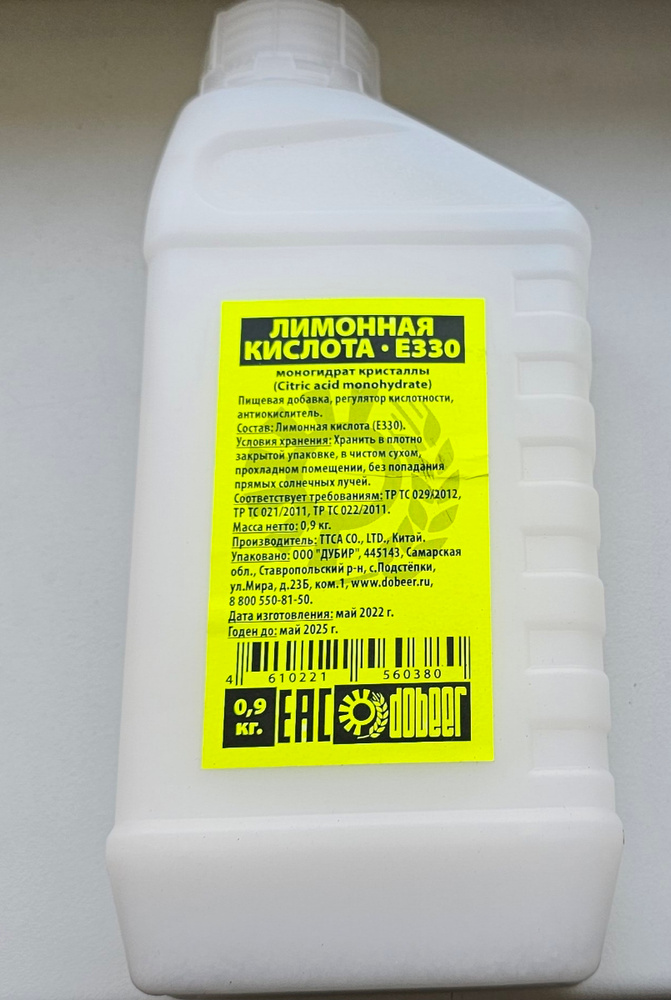 ЛИМОННАЯ
КИСЛОТА · Е330
моногидрат кристаллы
(Citric acid monohydrate)
Пищевая добавка, регулятор кислотности,
антиокислитель.
Состав: Лимонная кислота (Е330).
Условия хранения: Хранить в плотно
закрытой упаковке, в чистом сухом,
прохладном помещении, без попадания
прямых солнечных лучей.
Соответствует требованиям: ТР ТС 029/2012,
ТР ТС 021/2011, ТР ТС 022/2011.
Масса нетто: 0,9 кг.
Производитель: TTCA CO., LTD., Китай.
Упаковано: ООО "ДУБИР", 445143, Самарская
обл., Ставропольский р-н, с.Подстёпки,
ул.Мира, д.23Б, ком.1, www.dobeer.ru,
8 800 550-81-50.
Дата изготовления: май 2022 г.
Годен до: май 2025 г.
4 610221 560380
0,9 кг.
EAC dobeer